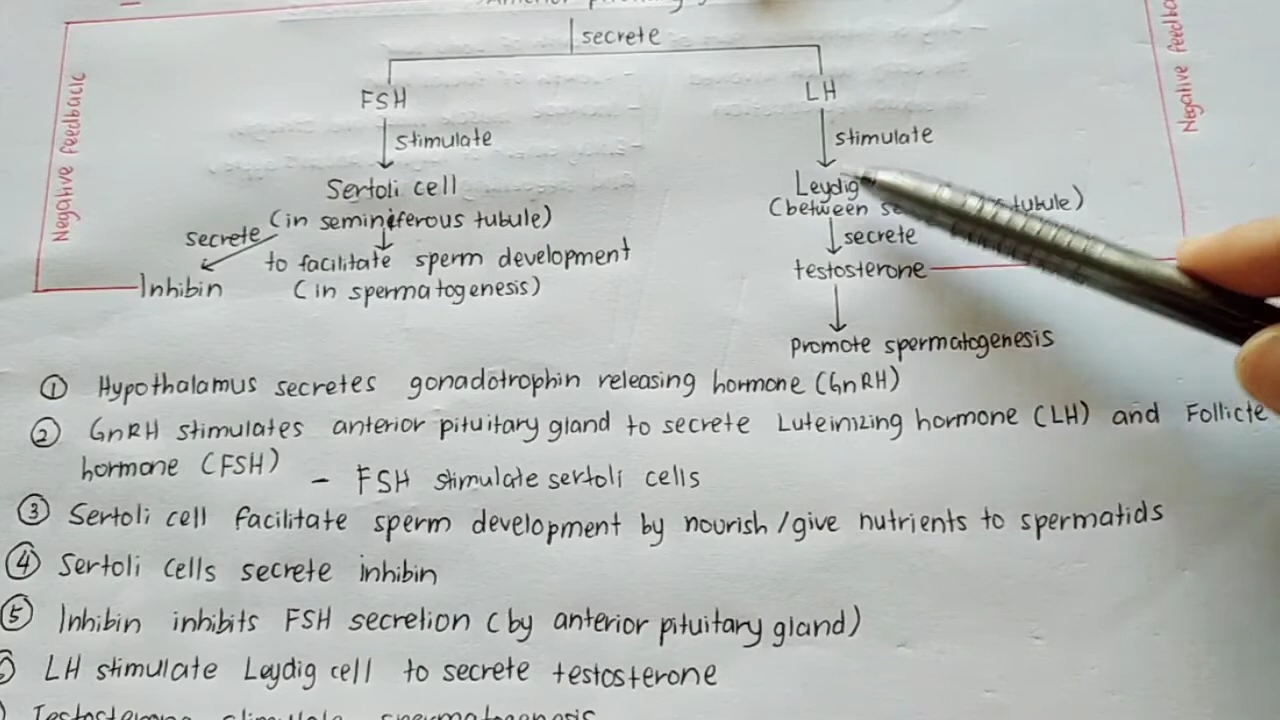 secrete
FSH
LH
stimulate
stimulate
Sertoli cell
Leydig
(in seminiferous tubule)
(between
tubule)
secrete
secrete
to facilitate sperm development
(in spermatogenesis)
Inhibin
testosterone
Promote spermatogenesis
Negative feedback
Negative
① Hypothalamus secretes gonadotrophin releasing hormone (GnRH)
② GnRH stimulates anterior pituitary gland to secrete Luteinizing hormone (LH) and Follicle
hormone (FSH)
- FSH stimulate sertoli cells
③ Sertoli cell facilitate sperm development by nourish/give nutrients to spermatids
④ Sertoli cells secrete inhibin
⑤ Inhibin inhibits FSH secretion (by anterior pituitary gland)
LH stimulate Leydig cell to secrete testosterone